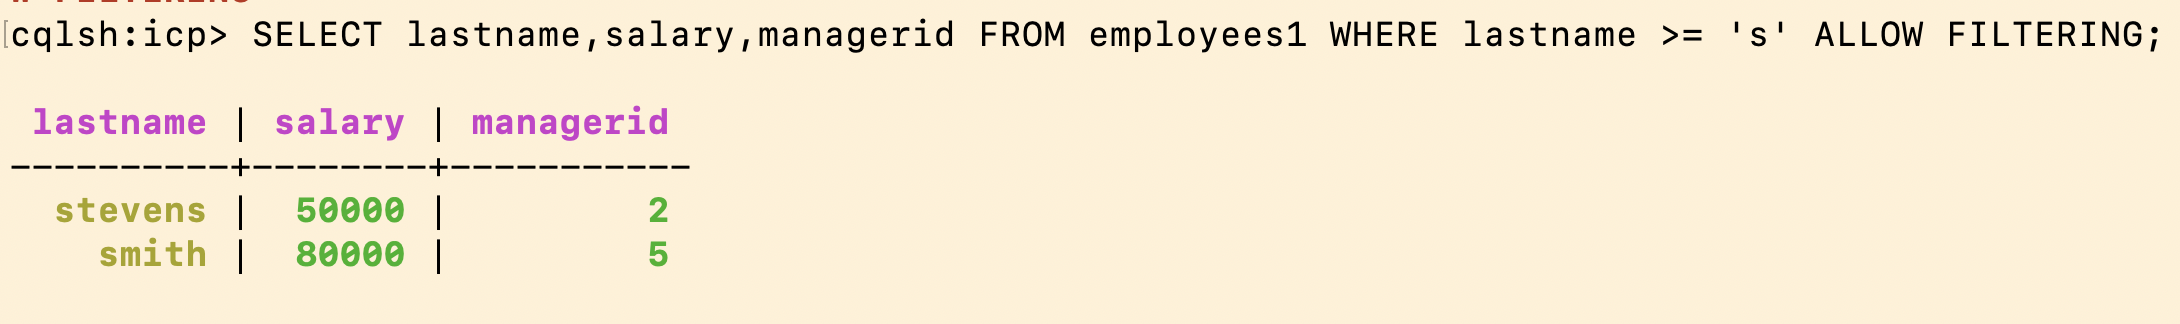 [cqlsh:icp> SELECT lastname,salary,managerid FROM employees1 WHERE lastname >= 's' ALLOW FILTERING;
lastname | salary | managerid
----------+--------+-----------
stevens | 50000 | 2
smith | 80000 | 5